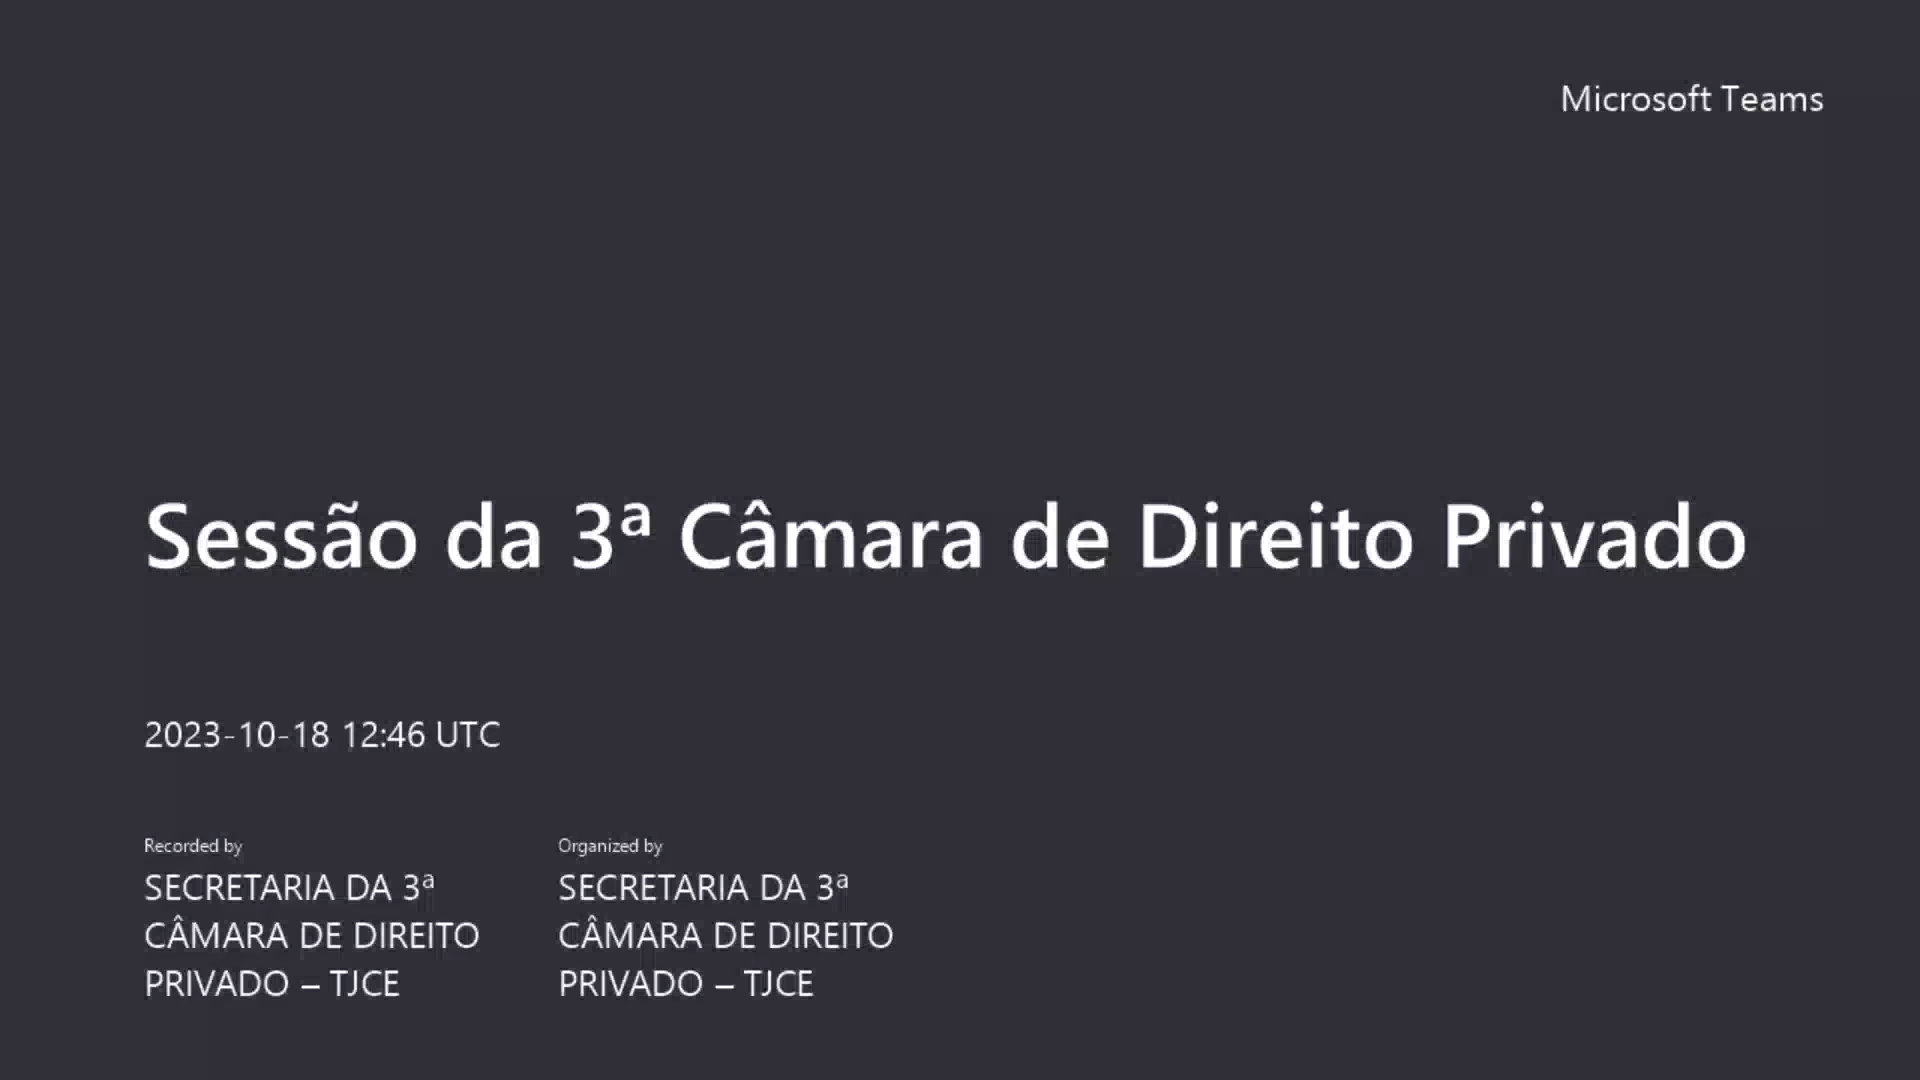 Microsoft Teams
Sessão da 3ª Câmara de Direito Privado
2023-10-18 12:46 UTC
Recorded by
SECRETARIA DA 3ª
CÂMARA DE DIREITO
PRIVADO – TJCE
Organized by
SECRETARIA DA 3ª
CÂMARA DE DIREITO
PRIVADO – TJCE